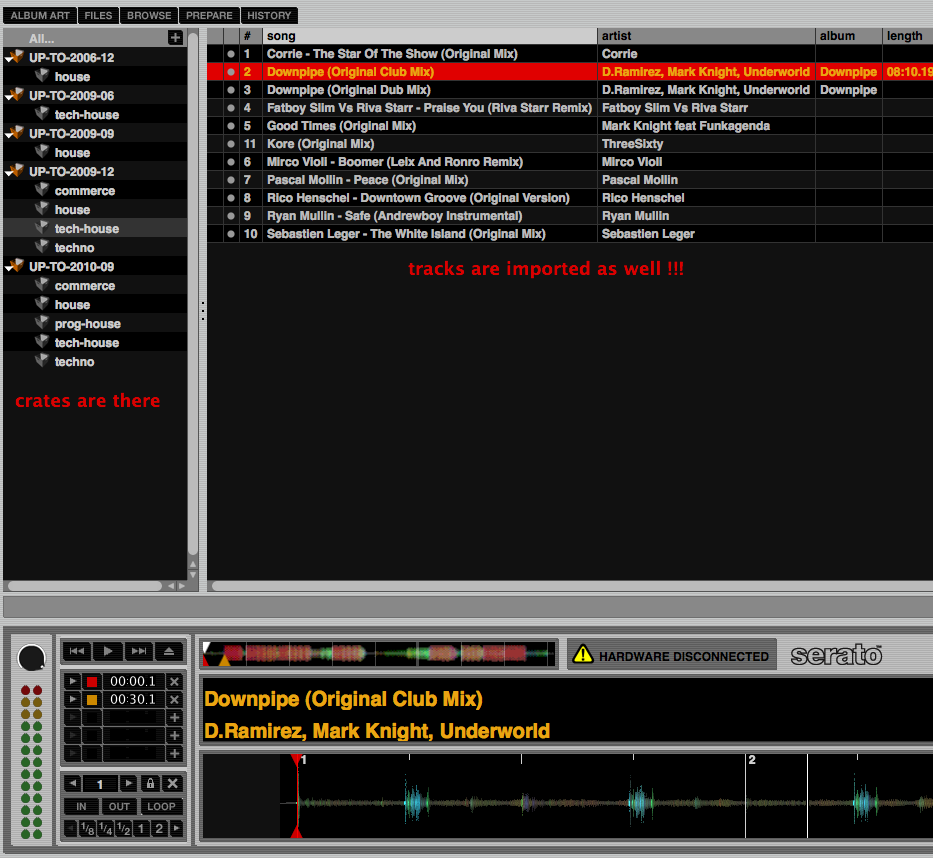 ALBUM ART FILES BROWSE PREPARE HISTORY
All...
UP-TO-2006-12
house
UP-TO-2009-06
tech-house
UP-TO-2009-09
house
UP-TO-2009-12
commerce
house
tech-house
techno
UP-TO-2010-09
commerce
house
prog-house
tech-house
techno
crates are there
# song artist album length
1 Corrie - The Star Of The Show (Original Mix) Corrie
2 Downpipe (Original Club Mix) D.Ramirez, Mark Knight, Underworld Downpipe 08:10.19
3 Downpipe (Original Dub Mix) D.Ramirez, Mark Knight, Underworld Downpipe
4 Fatboy Slim Vs Riva Starr - Praise You (Riva Starr Remix) Fatboy Slim Vs Riva Starr
5 Good Times (Original Mix) Mark Knight feat Funkagenda
11 Kore (Original Mix) ThreeSixty
6 Mirco Violi - Boomer (Leix And Ronro Remix) Mirco Violi
7 Pascal Mollin - Peace (Original Mix) Pascal Mollin
8 Rico Henschel - Downtown Groove (Original Version) Rico Henschel
9 Ryan Mullin - Safe (Andrewboy Instrumental) Ryan Mullin
10 Sebastien Leger - The White Island (Original Mix) Sebastien Leger
tracks are imported as well !!!
00:00.1
00:30.1
1
IN OUT LOOP
1/8 1/4 1/2 1 2
HARDWARE DISCONNECTED
serato
Downpipe (Original Club Mix)
D.Ramirez, Mark Knight, Underworld
1 2